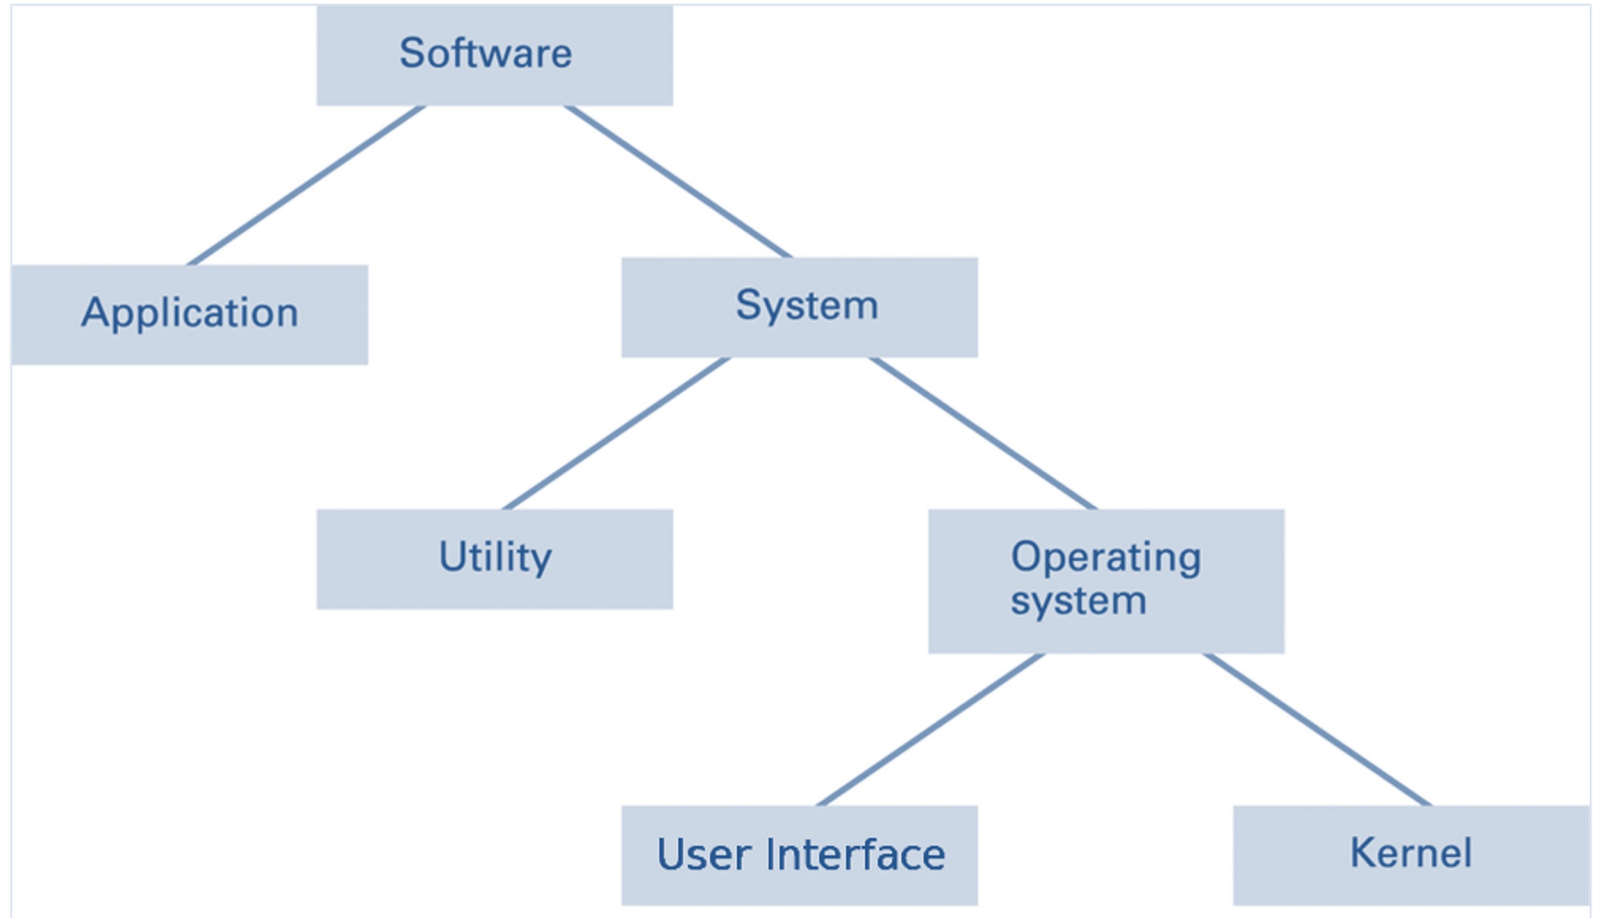 Software
Application
System
Utility
Operating
system
User Interface
Kernel